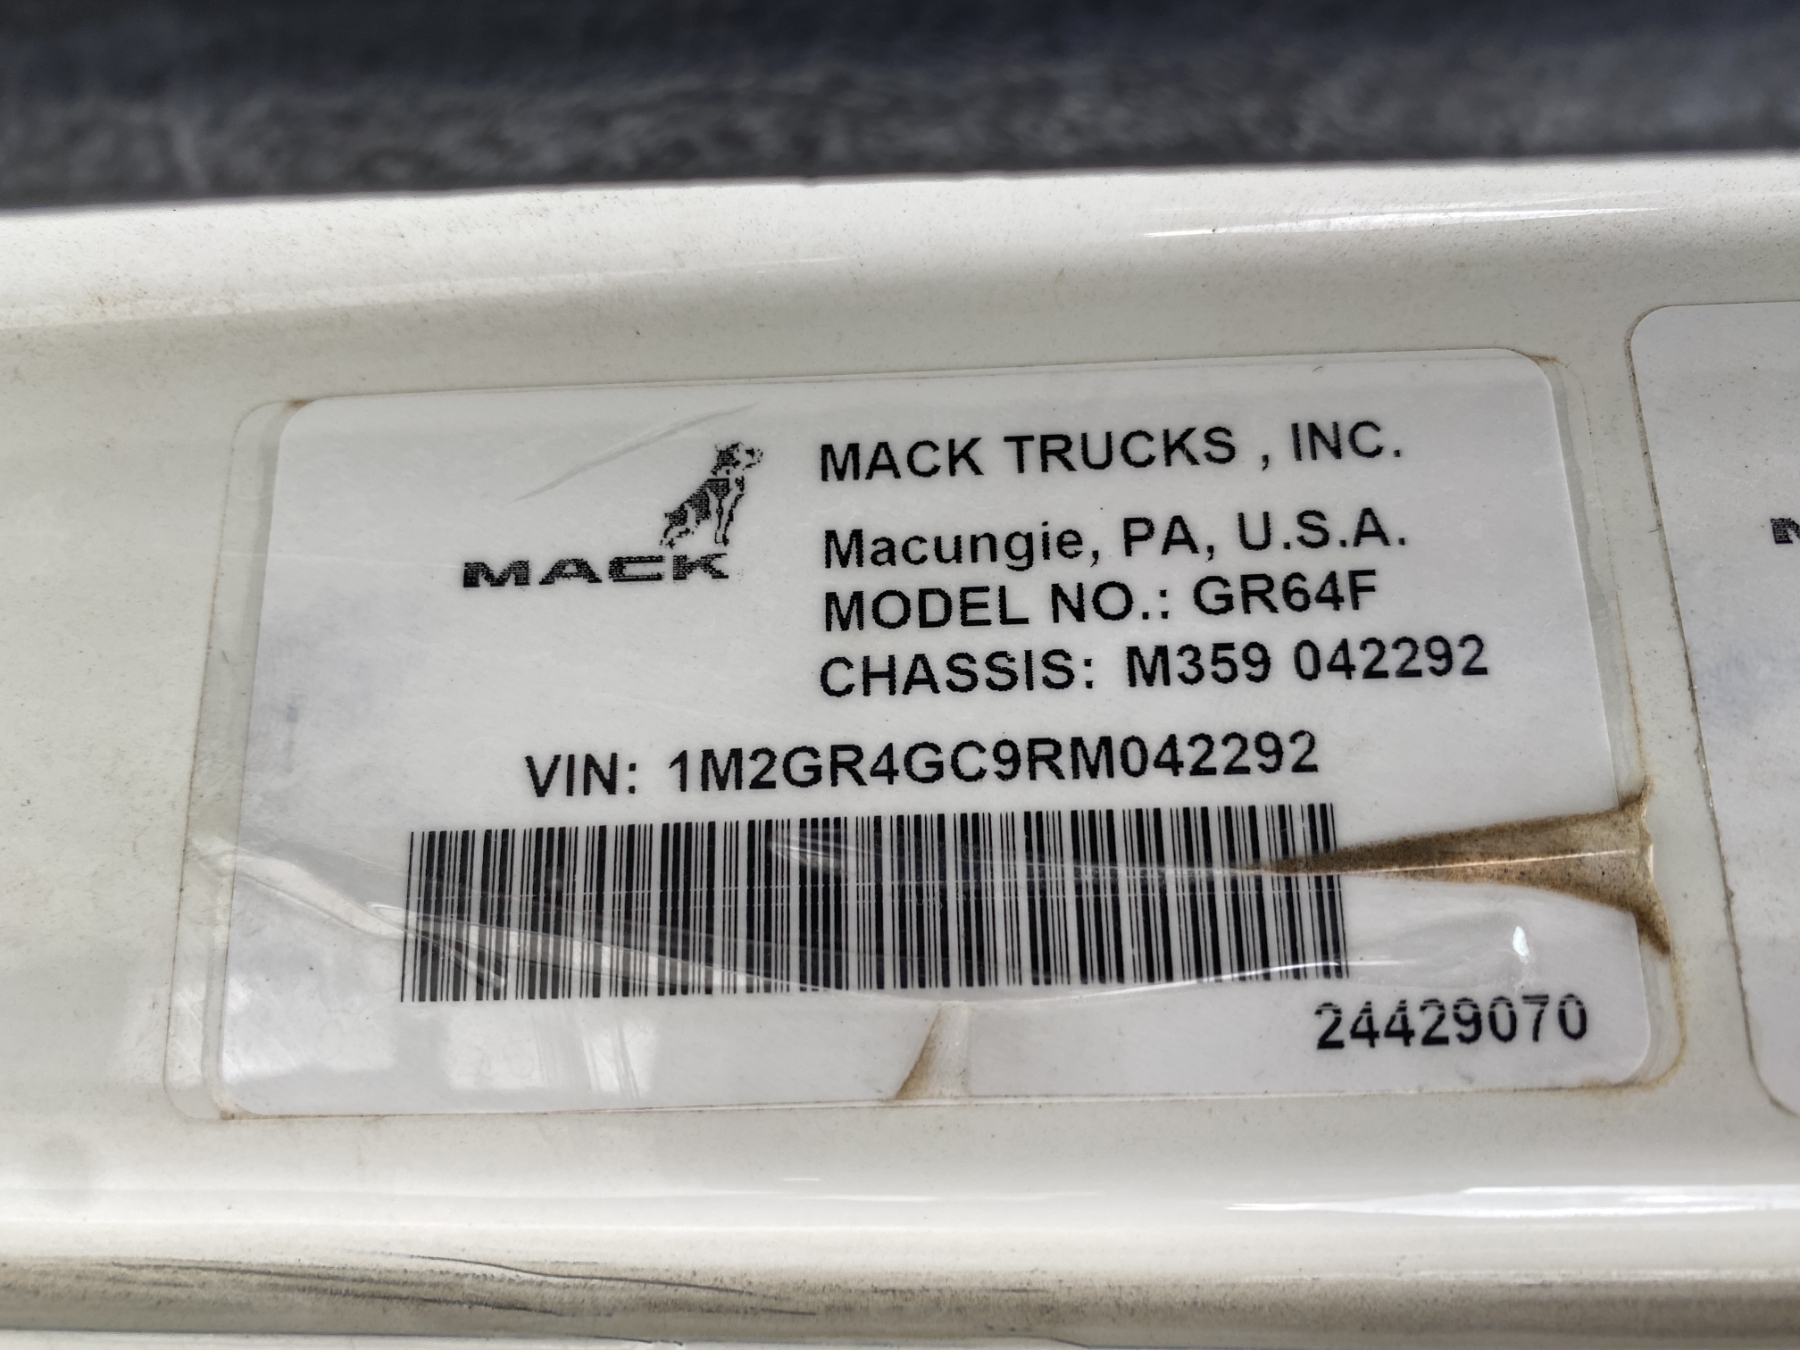 MACK
MACK TRUCKS , INC.
Macungie, PA, U.S.A.
MODEL NO.: GR64F
CHASSIS: M359 042292
VIN: 1M2GR4GC9RM042292
24429070